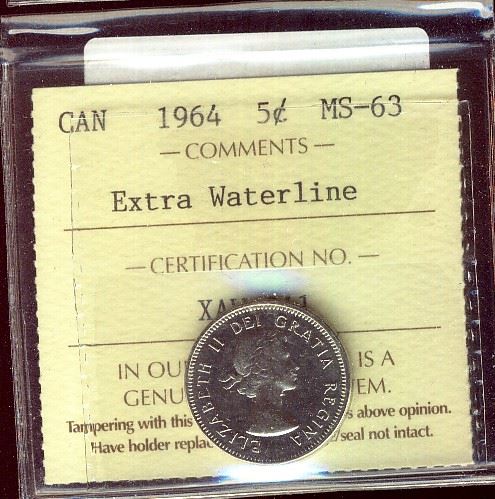 CAN 1964 5¢ MS-63
— COMMENTS —
Extra Waterline
— CERTIFICATION NO. —
IN OU IS A
GENU EM.
Tampering with this s above opinion.
Have holder replac /seal not intact.
ELIZABETH II DEI GRATIA REGINA